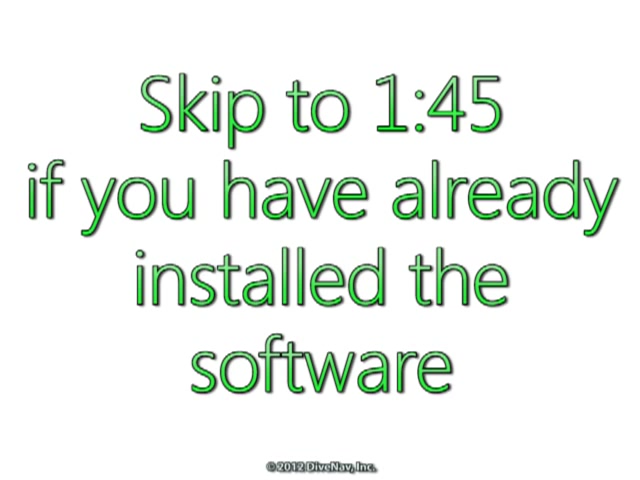 Skip to 1:45
if you have already
installed the
software
© 2012 DiveNav, Inc.